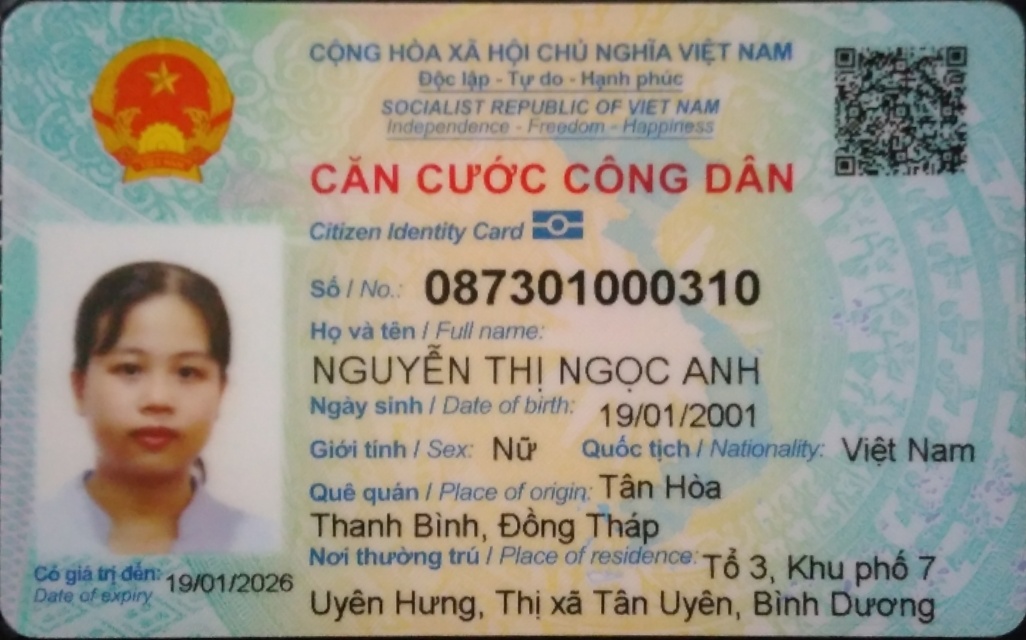 CỘNG HÒA XÃ HỘI CHỦ NGHĨA VIỆT NAM
Độc lập - Tự do - Hạnh phúc
SOCIALIST REPUBLIC OF VIET NAM
Independence - Freedom - Happiness
CĂN CƯỚC CÔNG DÂN
Citizen Identity Card
Số / No.: 087301000310
Họ và tên / Full name:
NGUYỄN THỊ NGỌC ANH
Ngày sinh / Date of birth: 19/01/2001
Giới tính / Sex: Nữ Quốc tịch / Nationality: Việt Nam
Quê quán / Place of origin: Tân Hòa
Thanh Bình, Đồng Tháp
Nơi thường trú / Place of residence: Tổ 3, Khu phố 7
Uyên Hưng, Thị xã Tân Uyên, Bình Dương
Có giá trị đến: 19/01/2026
Date of expiry